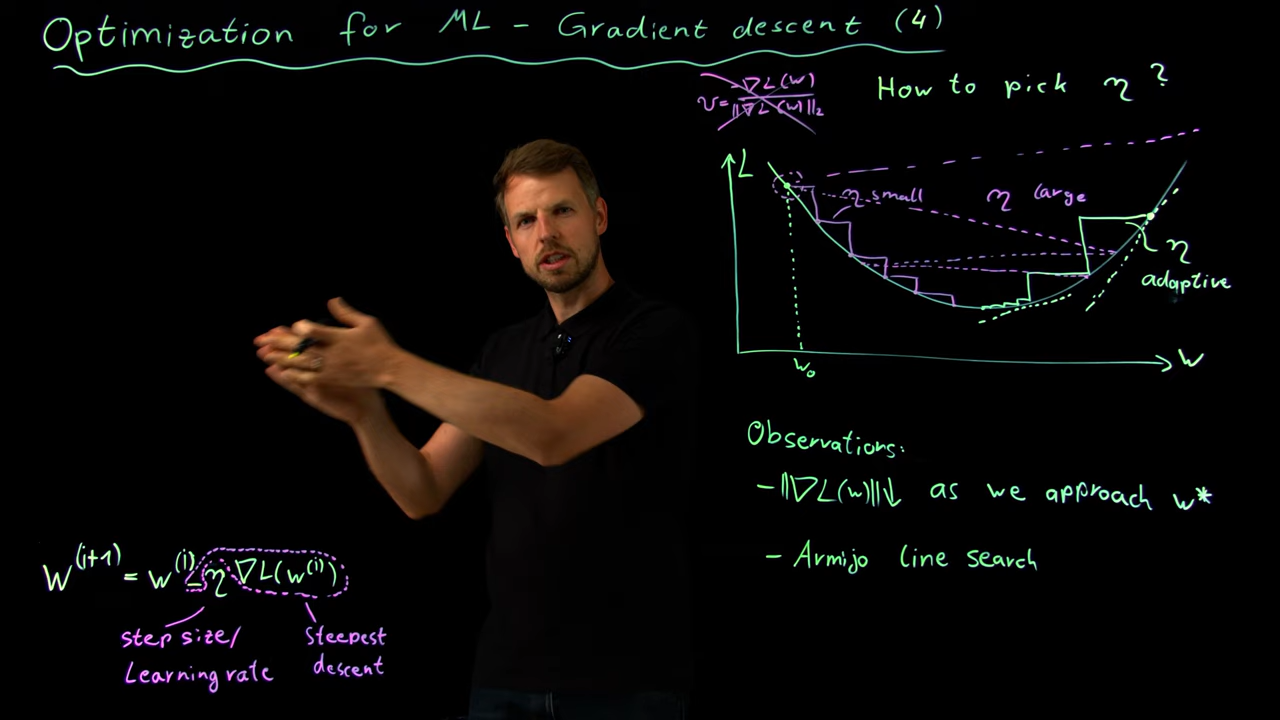 Optimization for ML - Gradient descent (4)
v = -∇L(w) / ||∇L(w)||₂
How to pick η ?
L
η small
η large
η
adaptive
w₀
w
Observations:
- ||∇L(w)||↓ as we approach w*
- Armijo line search
w^(i+1) = w^(i) - η ∇L(w^(i))
step size/
Learning rate
Steepest
descent